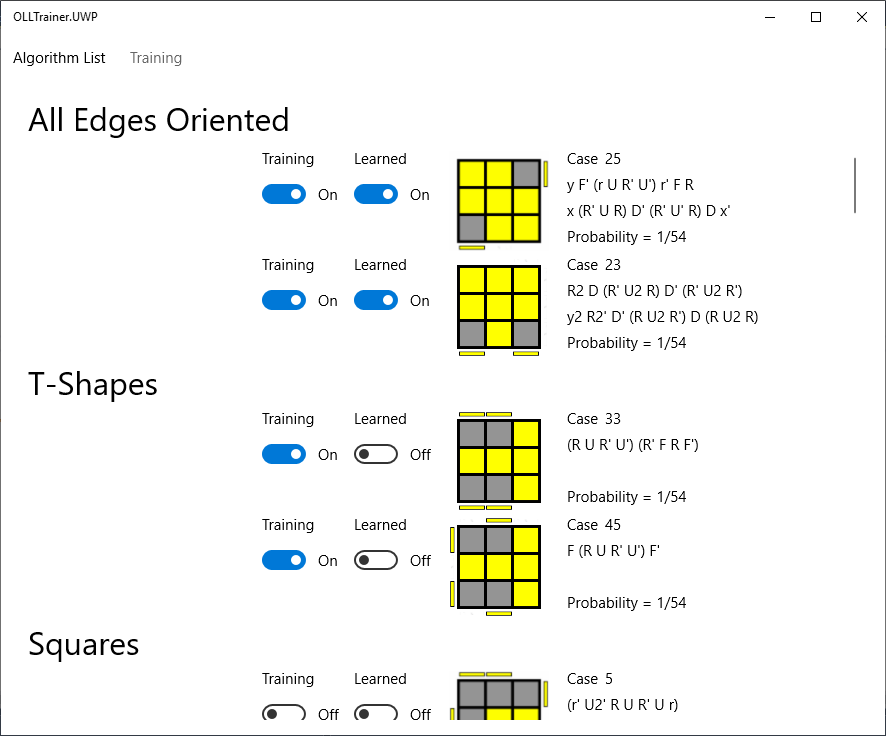 OLLTrainer.UWP
Algorithm List Training
All Edges Oriented
Training Learned Case 25
On On y F' (r U R' U') r' F R
x (R' U R) D' (R' U' R) D x'
Probability = 1/54
Training Learned Case 23
On On R2 D (R' U2 R) D' (R' U2 R')
y2 R2' D' (R U2 R') D (R U2 R)
Probability = 1/54
T-Shapes
Training Learned Case 33
On Off (R U R' U') (R' F R F')
Probability = 1/54
Training Learned Case 45
On Off F (R U R' U') F'
Probability = 1/54
Squares
Training Learned Case 5
Off Off (r' U2' R U R' U r)